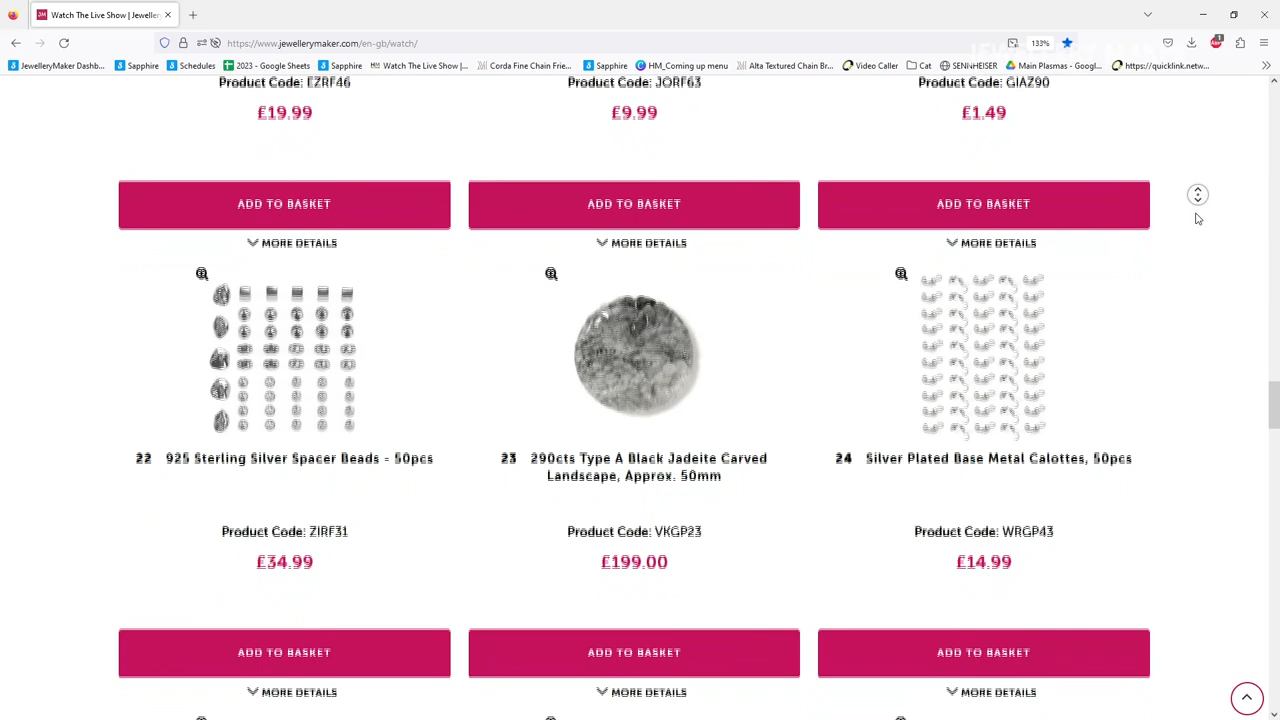 Watch The Live Show | Jeweller
https://www.jewellerymaker.com/en-gb/watch/
133%
1
JewelleryMaker Dashb...
Sapphire
Schedules
2023 - Google Sheets
Sapphire
Watch The Live Show |...
Corda Fine Chain Frie...
Sapphire
HM_Coming up menu
Alta Textured Chain Br...
Video Caller
Cat
SENNHEISER
Main Plasmas - Googl...
https://quicklink.netw...
Product Code: EZRF46
Product Code: JORF63
Product Code: GIAZ90
£19.99
£9.99
£1.49
ADD TO BASKET
ADD TO BASKET
ADD TO BASKET
MORE DETAILS
MORE DETAILS
MORE DETAILS
22 925 Sterling Silver Spacer Beads - 50pcs
23 290cts Type A Black Jadeite Carved
Landscape, Approx. 50mm
24 Silver Plated Base Metal Calottes, 50pcs
Product Code: ZIRF31
Product Code: VKGP23
Product Code: WRGP43
£34.99
£199.00
£14.99
ADD TO BASKET
ADD TO BASKET
ADD TO BASKET
MORE DETAILS
MORE DETAILS
MORE DETAILS